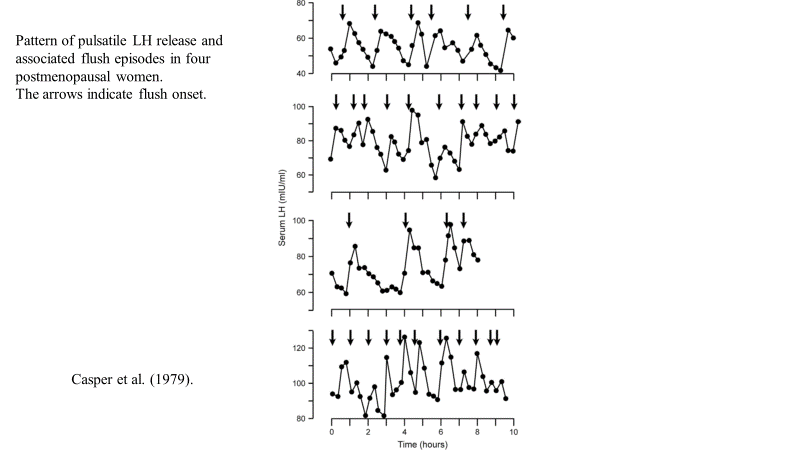 Pattern of pulsatile LH release and
associated flush episodes in four
postmenopausal women.
The arrows indicate flush onset.
Casper et al. (1979).
Serum LH (mIU/ml)
80
60
40
100
80
60
100
80
60
120
100
80
0 2 4 6 8 10
Time (hours)